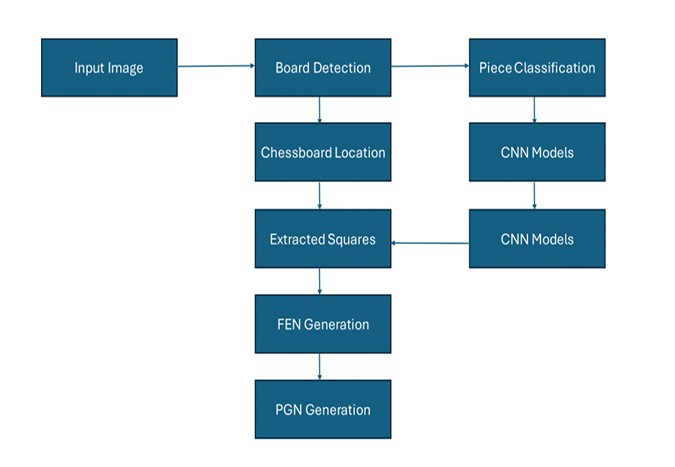 Input Image
Board Detection
Piece Classification
Chessboard Location
CNN Models
Extracted Squares
CNN Models
FEN Generation
PGN Generation